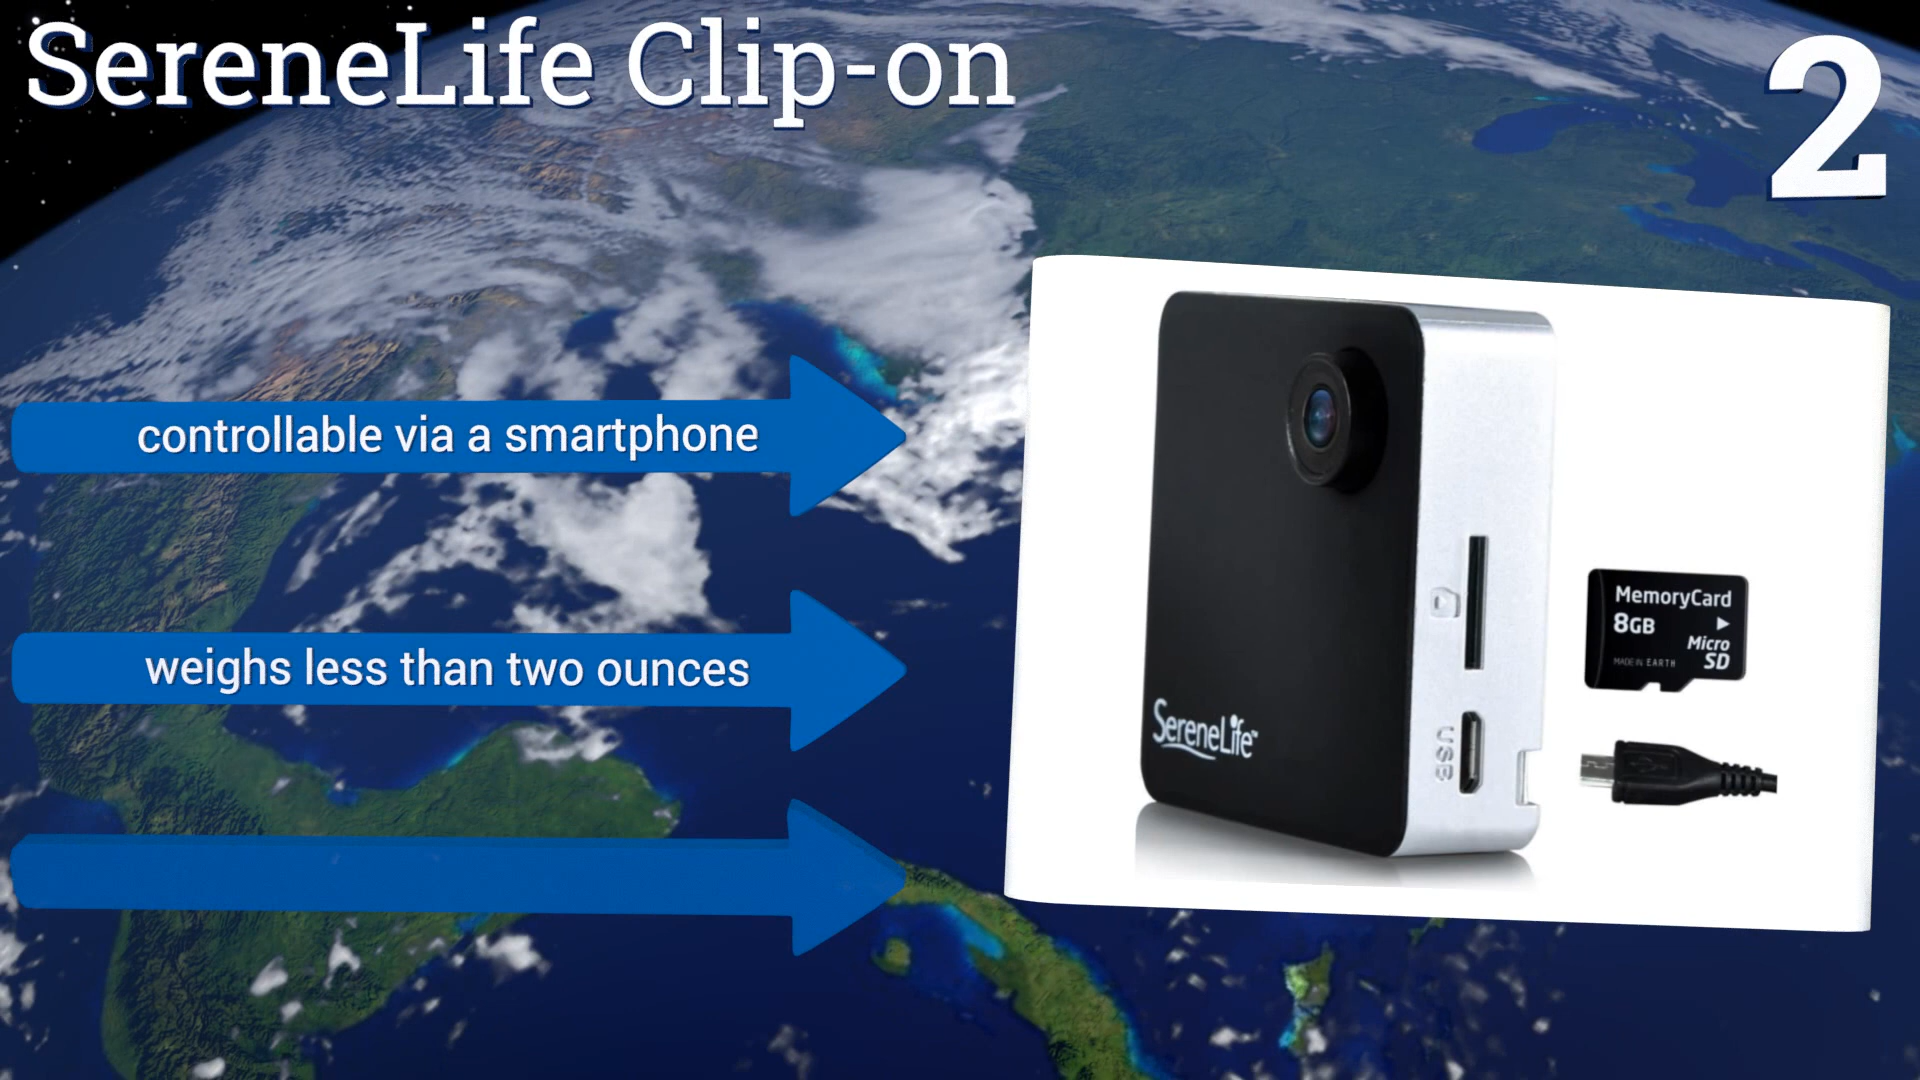 SereneLife Clip-on
2
controllable via a smartphone
weighs less than two ounces
SereneLife™
USB
MemoryCard
8GB
Micro
SD
MADE IN EARTH